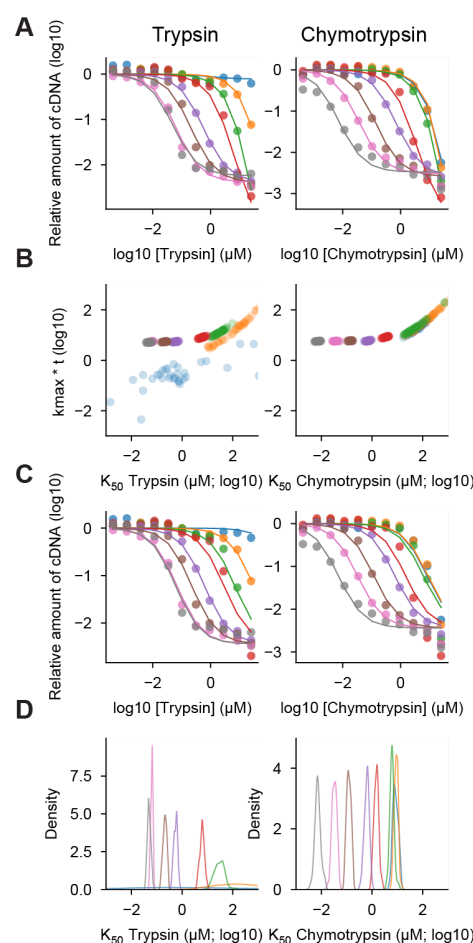 A
Trypsin
Chymotrypsin
Relative amount of cDNA (log10)
0
−1
−2
−2
0
log10 [Trypsin] (μM)
0
−1
−2
−3
−2
0
log10 [Chymotrypsin] (μM)
B
kmax * t (log10)
2
0
−2
−2
0
2
K50 Trypsin (μM; log10)
2
0
−2
−2
0
2
K50 Chymotrypsin (μM; log10)
C
Relative amount of cDNA (log10)
0
−1
−2
−2
0
log10 [Trypsin] (μM)
0
−1
−2
−3
−2
0
log10 [Chymotrypsin] (μM)
D
Density
7.5
5.0
2.5
0.0
−2
0
2
K50 Trypsin (μM; log10)
Density
4
2
0
−2
0
2
K50 Chymotrypsin (μM; log10)